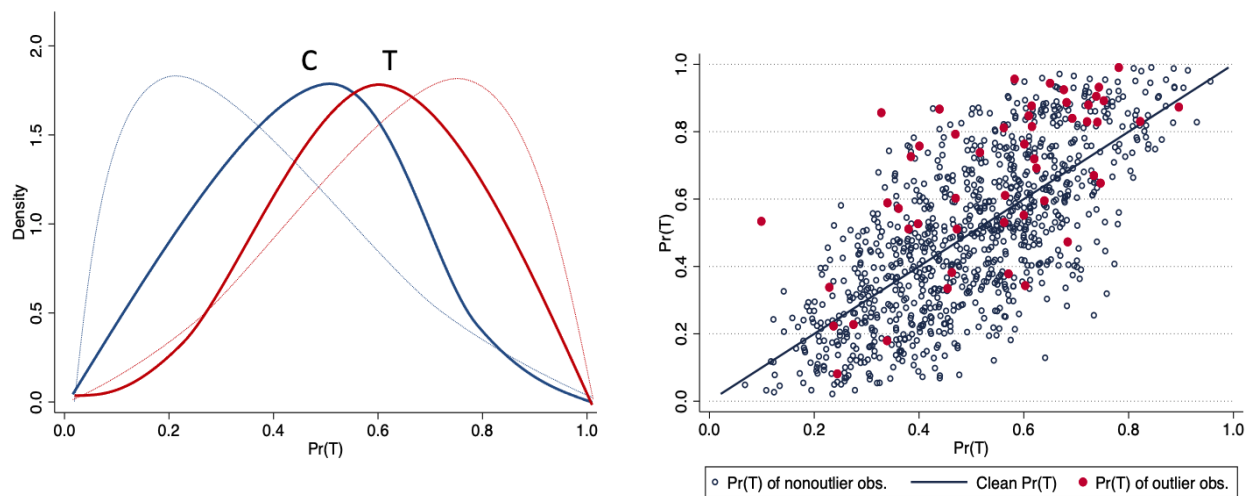 2.0
C T
1.5
1.0
0.5
0.0
Density
0.0 0.2 0.4 0.6 0.8 1.0
Pr(T)
1.0
0.8
0.6
0.4
0.2
0.0
Pr(T)
0.0 0.2 0.4 0.6 0.8 1.0
Pr(T)
Pr(T) of nonoutlier obs. Clean Pr(T) Pr(T) of outlier obs.